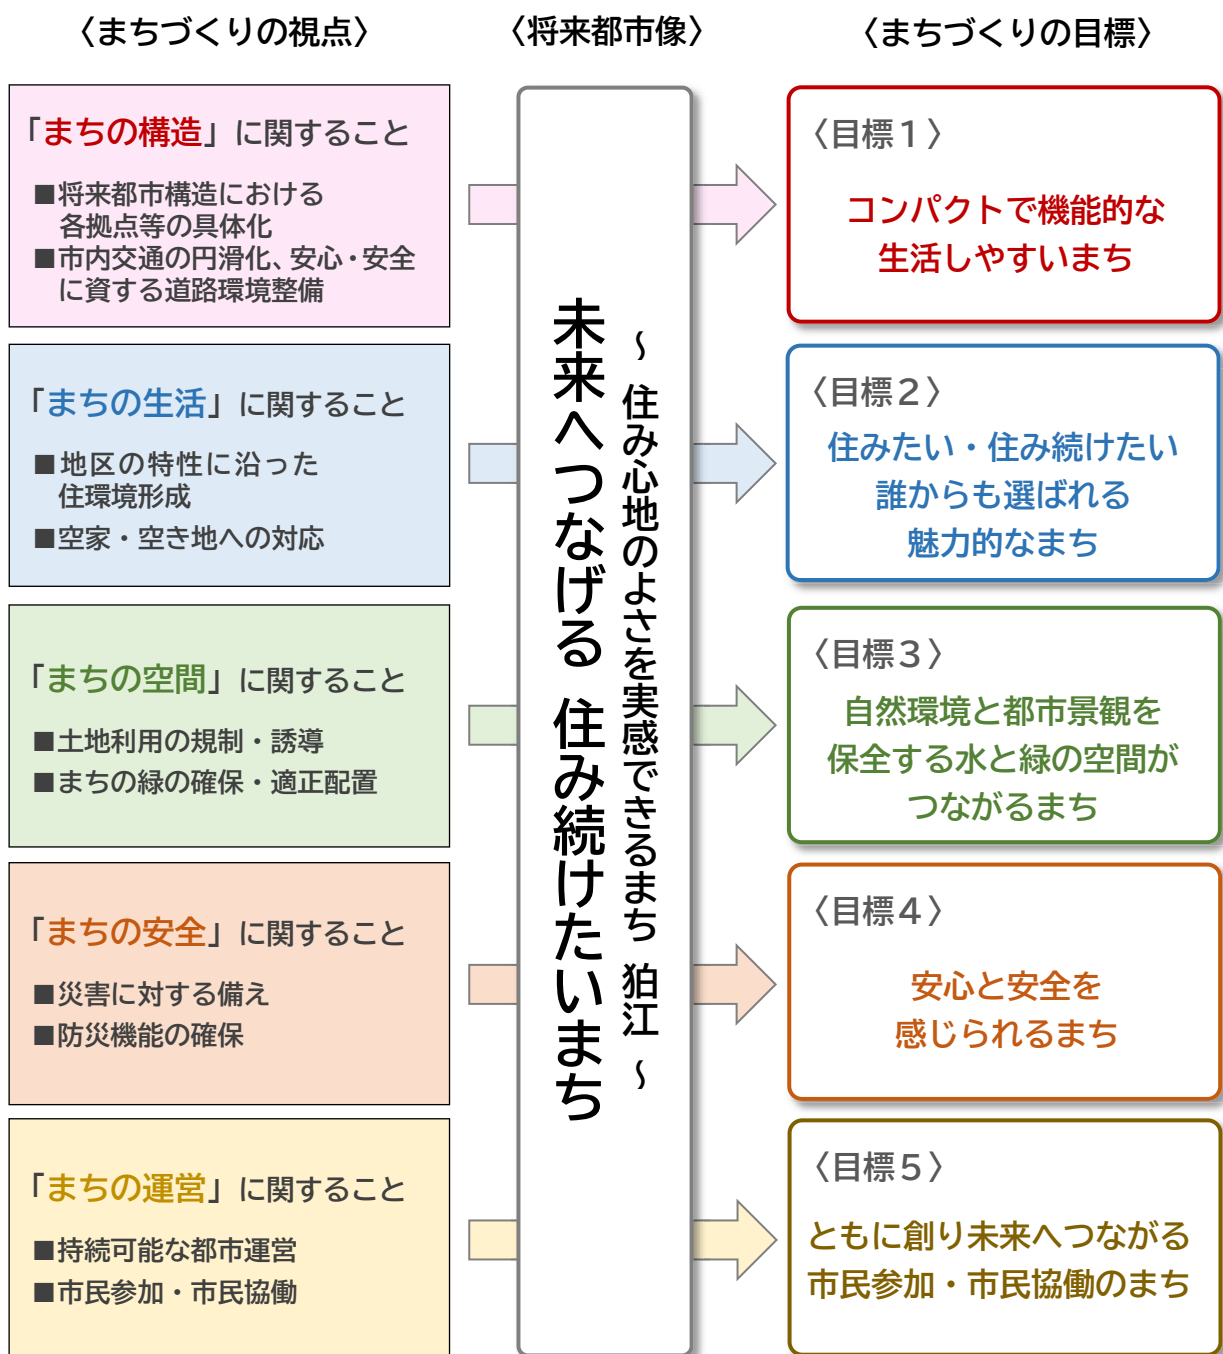 〈まちづくりの視点〉
〈将来都市像〉
〈まちづくりの目標〉
「まちの構造」に関すること
■将来都市構造における
各拠点等の具体化
■市内交通の円滑化、安心・安全
に資する道路環境整備
「まちの生活」に関すること
■地区の特性に沿った
住環境形成
■空家・空き地への対応
「まちの空間」に関すること
■土地利用の規制・誘導
■まちの緑の確保・適正配置
「まちの安全」に関すること
■災害に対する備え
■防災機能の確保
「まちの運営」に関すること
■持続可能な都市運営
■市民参加・市民協働
～ 住み心地のよさを実感できるまち 狛江 ～
未来へつなげる 住み続けたいまち
〈目標１〉
コンパクトで機能的な
生活しやすいまち
〈目標２〉
住みたい・住み続けたい
誰からも選ばれる
魅力的なまち
〈目標３〉
自然環境と都市景観を
保全する水と緑の空間が
つながるまち
〈目標４〉
安心と安全を
感じられるまち
〈目標５〉
ともに創り未来へつながる
市民参加・市民協働のまち